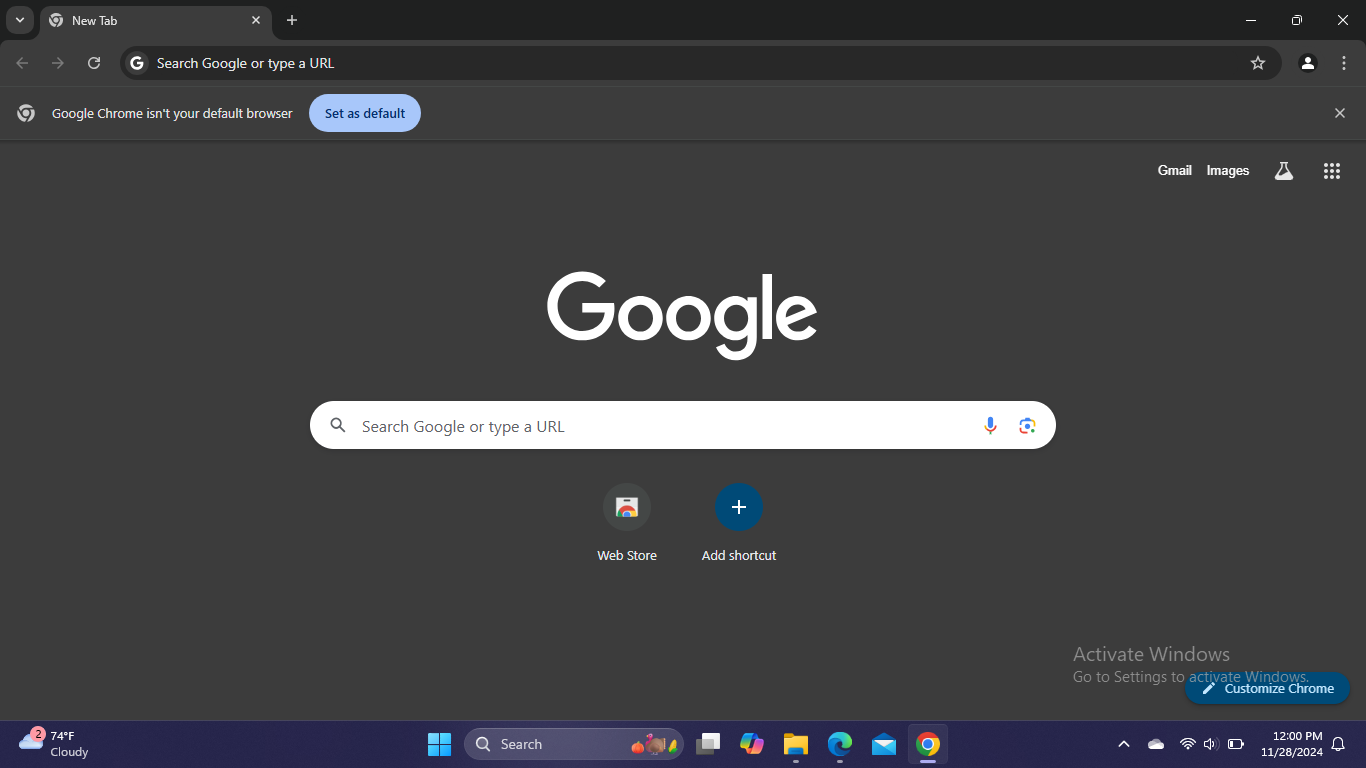 New Tab
Search Google or type a URL
Google Chrome isn't your default browser
Set as default
Gmail
Images
Google
Search Google or type a URL
Web Store
Add shortcut
Activate Windows
Go to Settings to activate Windows.
Customize Chrome
2
74°F
Cloudy
Search
12:00 PM
11/28/2024